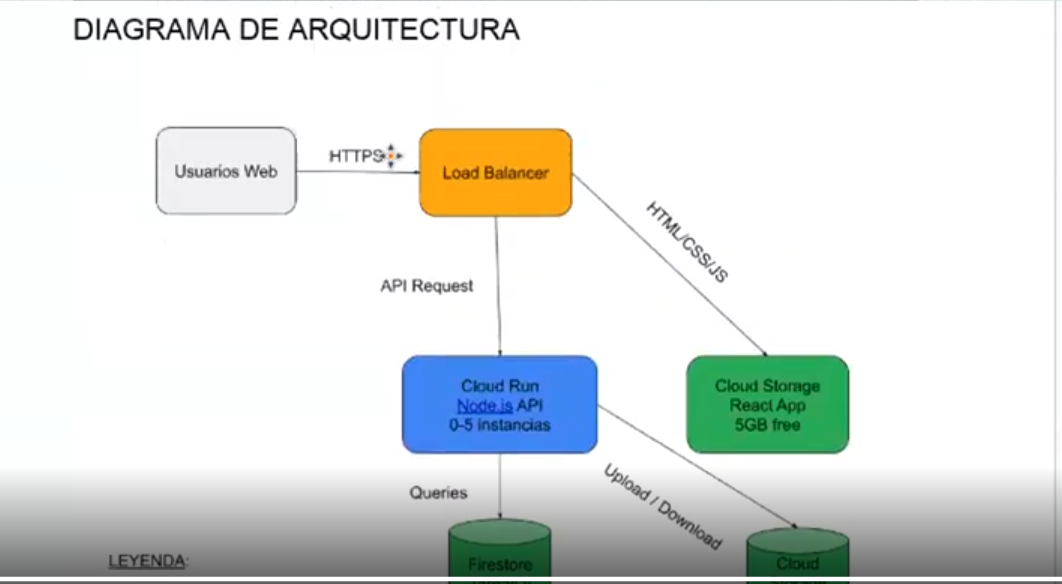 DIAGRAMA DE ARQUITECTURA
Usuarios Web
HTTPS
Load Balancer
HTML/CSS/JS
API Request
Cloud Run
Node.js API
0-5 instancias
Cloud Storage
React App
5GB free
Queries
Upload / Download
LEYENDA:
Firestore
Cloud